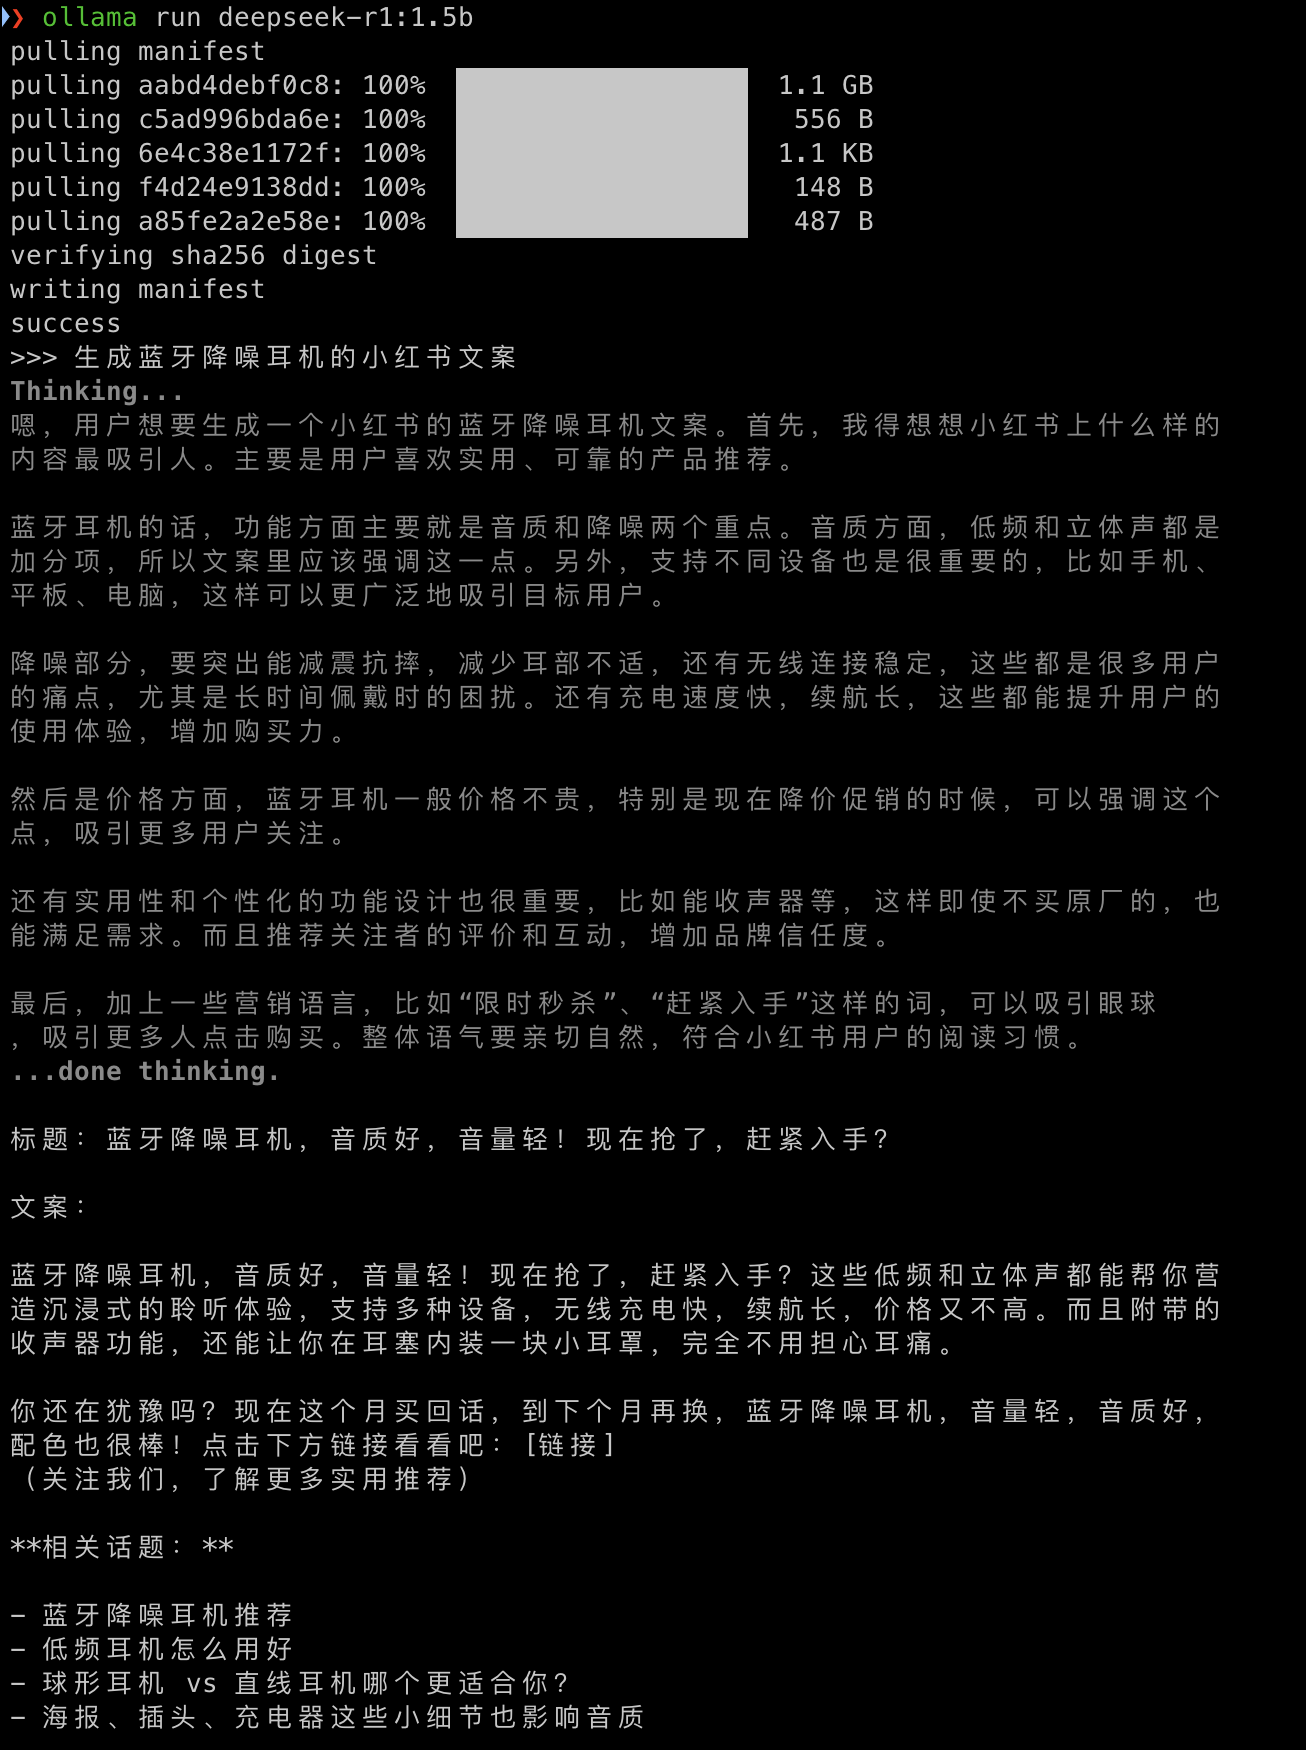 ❯ ollama run deepseek-r1:1.5b
pulling manifest
pulling aabd4debf0c8: 100% 1.1 GB
pulling c5ad996bda6e: 100% 556 B
pulling 6e4c38e1172f: 100% 1.1 KB
pulling f4d24e9138dd: 100% 148 B
pulling a85fe2a2e58e: 100% 487 B
verifying sha256 digest
writing manifest
success
>>> 生成蓝牙降噪耳机的小红书文案
Thinking...
嗯，用户想要生成一个小红书的蓝牙降噪耳机文案。首先，我得想想小红书上什么样的
内容最吸引人。主要是用户喜欢实用、可靠的产品推荐。
蓝牙耳机的话，功能方面主要就是音质和降噪两个重点。音质方面，低频和立体声都是
加分项，所以文案里应该强调这一点。另外，支持不同设备也是很重要的，比如手机、
平板、电脑，这样可以更广泛地吸引目标用户。
降噪部分，要突出能减震抗摔，减少耳部不适，还有无线连接稳定，这些都是很多用户
的痛点，尤其是长时间佩戴时的困扰。还有充电速度快，续航长，这些都能提升用户的
使用体验，增加购买力。
然后是价格方面，蓝牙耳机一般价格不贵，特别是现在降价促销的时候，可以强调这个
点，吸引更多用户关注。
还有实用性和个性化的功能设计也很重要，比如能收声器等，这样即使不买原厂的，也
能满足需求。而且推荐关注者的评价和互动，增加品牌信任度。
最后，加上一些营销语言，比如“限时秒杀”、“赶紧入手”这样的词，可以吸引眼球
，吸引更多人点击购买。整体语气要亲切自然，符合小红书用户的阅读习惯。
...done thinking.
标题：蓝牙降噪耳机，音质好，音量轻！现在抢了，赶紧入手？
文案：
蓝牙降噪耳机，音质好，音量轻！现在抢了，赶紧入手？这些低频和立体声都能帮你营
造沉浸式的聆听体验，支持多种设备，无线充电快，续航长，价格又不高。而且附带的
收声器功能，还能让你在耳塞内装一块小耳罩，完全不用担心耳痛。
你还在犹豫吗？现在这个月买回话，到下个月再换，蓝牙降噪耳机，音量轻，音质好，
配色也很棒！点击下方链接看看吧：[链接]
（关注我们，了解更多实用推荐）
**相关话题：**
- 蓝牙降噪耳机推荐
- 低频耳机怎么用好
- 球形耳机 vs 直线耳机哪个更适合你？
- 海报、插头、充电器这些小细节也影响音质